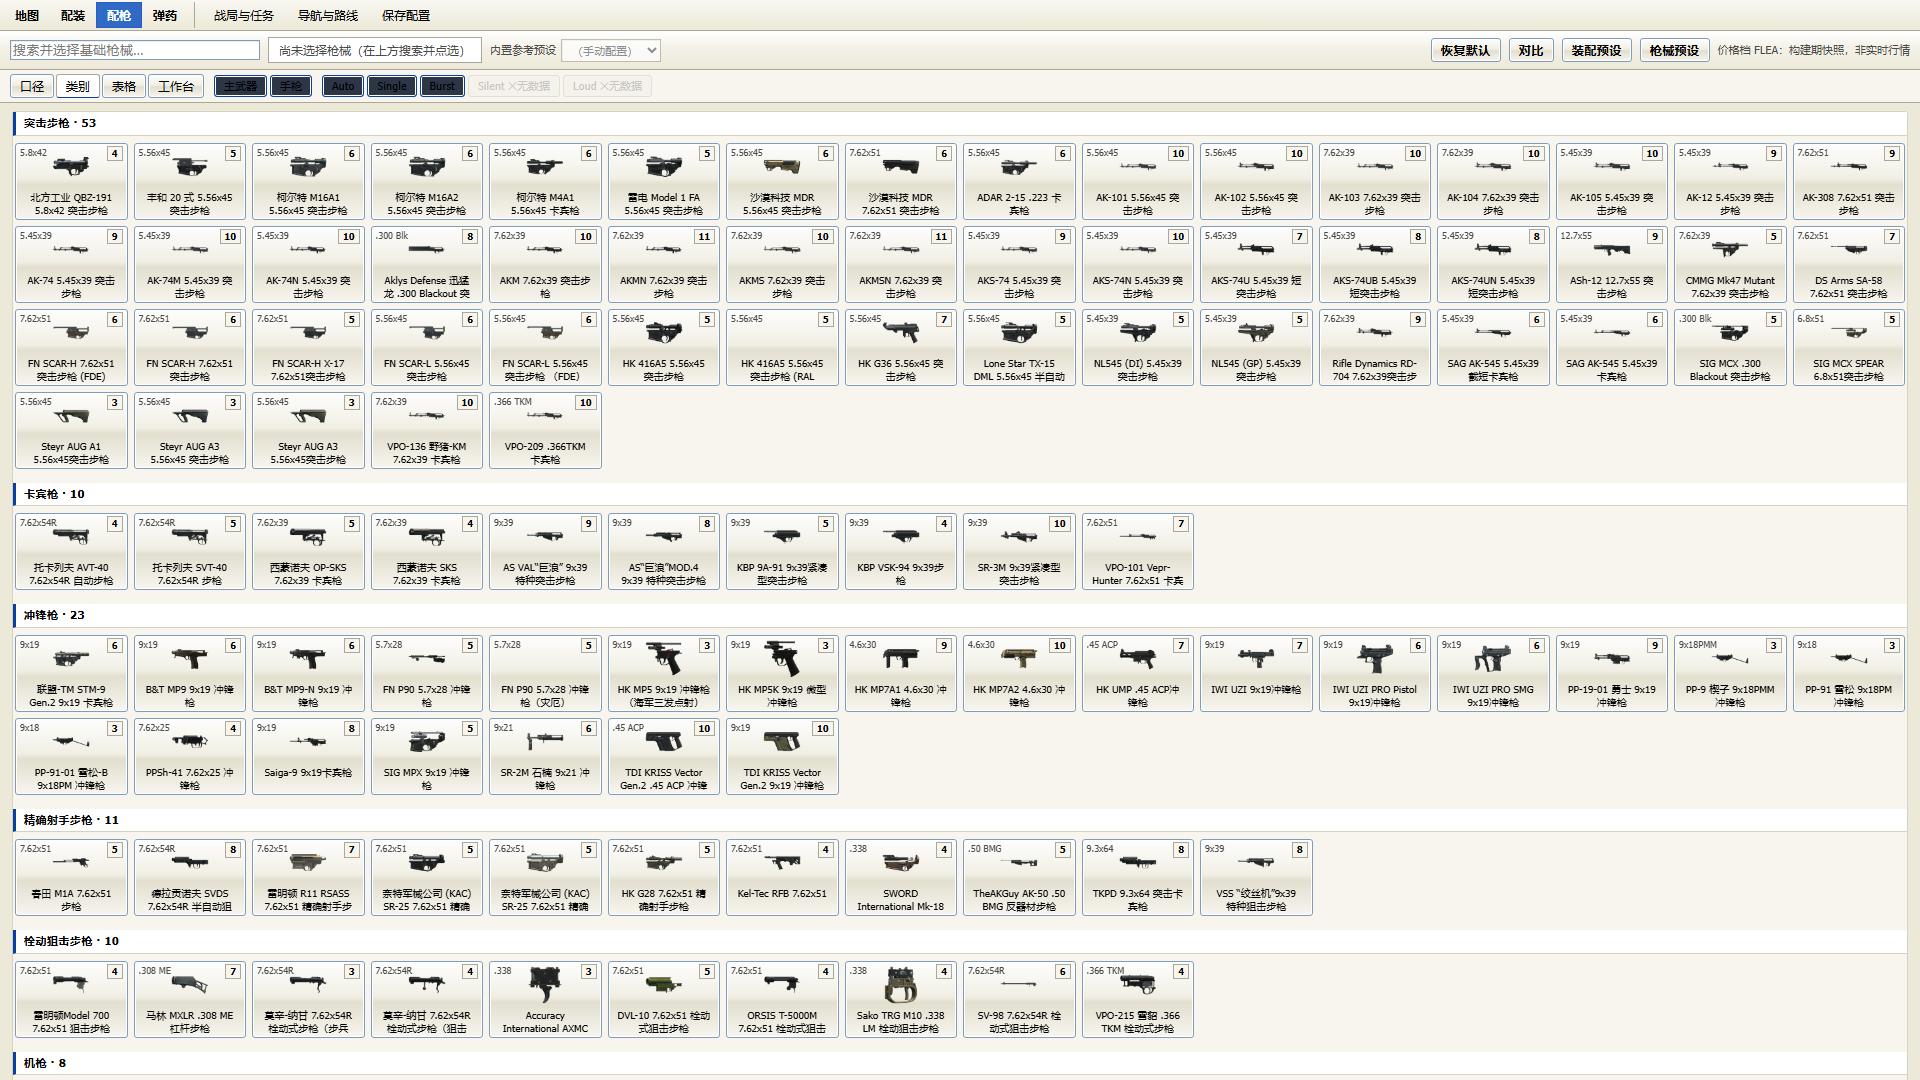 地图 配装 配枪 弹药 战局与任务 导航与路线 保存配置
搜索并选择基础枪械... 尚未选择枪械（在上方搜索并点选） 内置参考预设 （手动配置） 恢复默认 对比 装配预设 枪械预设 价格档 FLEA：构建期快照，非实时行情
口径 类别 表格 工作台 主武器 手枪 Auto Single Burst Silent ×无数据 Loud ×无数据
突击步枪 · 53
5.8x42 4 5.56x45 5 5.56x45 6 5.56x45 6 5.56x45 6 5.56x45 5 5.56x45 6 7.62x51 6 5.56x45 6 5.56x45 10 5.56x45 10 7.62x39 10 7.62x39 10 5.45x39 10 5.45x39 9 7.62x51 9
北方工业 QBZ-191 丰和 20 式 5.56x45 柯尔特 M16A1 柯尔特 M16A2 柯尔特 M4A1 雷电 Model 1 FA 沙漠科技 MDR 沙漠科技 MDR ADAR 2-15 .223 卡 AK-101 5.56x45 突 AK-102 5.56x45 突 AK-103 7.62x39 突击 AK-104 7.62x39 突击 AK-105 5.45x39 突击 AK-12 5.45x39 突击 AK-308 7.62x51 突击
5.8x42 突击步枪 突击步枪 5.56x45 突击步枪 5.56x45 突击步枪 5.56x45 卡宾枪 5.56x45 突击步枪 5.56x45 突击步枪 7.62x51 突击步枪 宾枪 击步枪 击步枪 步枪 步枪 步枪 步枪 步枪
5.45x39 9 5.45x39 10 5.45x39 10 .300 Blk 8 7.62x39 10 7.62x39 11 7.62x39 10 7.62x39 11 5.45x39 9 5.45x39 10 5.45x39 7 5.45x39 8 5.45x39 8 12.7x55 9 7.62x39 5 7.62x51 7
AK-74 5.45x39 突击 AK-74M 5.45x39 突 AK-74N 5.45x39 突 Aklys Defense 迅猛 AKM 7.62x39 突击步 AKMN 7.62x39 突击 AKMS 7.62x39 突击 AKMSN 7.62x39 突 AKS-74 5.45x39 突 AKS-74N 5.45x39 突 AKS-74U 5.45x39 短 AKS-74UB 5.45x39 AKS-74UN 5.45x39 ASh-12 12.7x55 突 CMMG Mk47 Mutant DS Arms SA-58
步枪 击步枪 击步枪 龙 .300 Blackout 突 枪 步枪 步枪 击步枪 击步枪 击步枪 突击步枪 短突击步枪 短突击步枪 击步枪 7.62x39 突击步枪 7.62x51 突击步枪
7.62x51 6 7.62x51 6 7.62x51 5 5.56x45 6 5.56x45 6 5.56x45 5 5.56x45 5 5.56x45 7 5.56x45 5 5.45x39 5 5.45x39 5 7.62x39 9 5.45x39 6 5.45x39 6 .300 Blk 5 6.8x51 5
FN SCAR-H 7.62x51 FN SCAR-H 7.62x51 FN SCAR-H X-17 FN SCAR-L 5.56x45 FN SCAR-L 5.56x45 HK 416A5 5.56x45 HK 416A5 5.56x45 HK G36 5.56x45 突 Lone Star TX-15 NL545 (DI) 5.45x39 NL545 (GP) 5.45x39 Rifle Dynamics RD- SAG AK-545 5.45x39 SAG AK-545 5.45x39 SIG MCX .300 SIG MCX SPEAR
突击步枪 (FDE) 突击步枪 7.62x51突击步枪 突击步枪 突击步枪 （FDE） 突击步枪 突击步枪 (RAL 击步枪 DML 5.56x45 半自动 突击步枪 突击步枪 704 7.62x39突击步 截短卡宾枪 卡宾枪 Blackout 突击步枪 6.8x51突击步枪
5.56x45 3 5.56x45 3 5.56x45 3 7.62x39 10 .366 TKM 10
Steyr AUG A1 Steyr AUG A3 Steyr AUG A3 VPO-136 野猪-KM VPO-209 .366TKM
5.56x45突击步枪 5.56x45 突击步枪 5.56x45突击步枪 7.62x39 卡宾枪 卡宾枪
卡宾枪 · 10
7.62x54R 4 7.62x54R 5 7.62x39 5 7.62x39 4 9x39 9 9x39 8 9x39 5 9x39 4 9x39 10 7.62x51 7
托卡列夫 AVT-40 托卡列夫 SVT-40 西蒙诺夫 OP-SKS 西蒙诺夫 SKS AS VAL“巨浪” 9x39 AS“巨浪”MOD.4 KBP 9A-91 9x39紧凑 KBP VSK-94 9x39步 SR-3M 9x39紧凑型 VPO-101 Vepr-
7.62x54R 自动步枪 7.62x54R 步枪 7.62x39 卡宾枪 7.62x39 卡宾枪 特种突击步枪 9x39 特种突击步枪 型突击步枪 枪 突击步枪 Hunter 7.62x51 卡宾
冲锋枪 · 23
9x19 6 9x19 6 9x19 6 5.7x28 5 5.7x28 5 9x19 3 9x19 3 4.6x30 9 4.6x30 10 .45 ACP 7 9x19 7 9x19 6 9x19 6 9x19 9 9x18PMM 3 9x18 3
联盟-TM STM-9 B&T MP9 9x19 冲锋 B&T MP9-N 9x19 冲 FN P90 5.7x28 冲锋 FN P90 5.7x28 冲锋 HK MP5 9x19 冲锋枪 HK MP5K 9x19 微型 HK MP7A1 4.6x30 冲 HK MP7A2 4.6x30 冲 HK UMP .45 ACP冲 IWI UZI 9x19冲锋枪 IWI UZI PRO Pistol IWI UZI PRO SMG PP-19-01 勇士 9x19 PP-9 楔子 9x18PMM PP-91 雪松 9x18PM
Gen.2 9x19 卡宾枪 枪 锋枪 枪 枪（灾厄） （海军三发点射） 冲锋枪 锋枪 锋枪 锋枪 9x19冲锋枪 9x19冲锋枪 冲锋枪 冲锋枪 冲锋枪
9x18 3 7.62x25 4 9x19 8 9x19 5 9x21 6 .45 ACP 10 9x19 10
PP-91-01 雪松-B PPSh-41 7.62x25 冲 Saiga-9 9x19卡宾枪 SIG MPX 9x19 冲锋 SR-2M 石楠 9x21 冲 TDI KRISS Vector TDI KRISS Vector
9x18PM 冲锋枪 锋枪 枪 锋枪 Gen.2 .45 ACP 冲锋 Gen.2 9x19 冲锋枪
精确射手步枪 · 11
7.62x51 5 7.62x54R 8 7.62x51 7 7.62x51 5 7.62x51 5 7.62x51 5 7.62x51 4 .338 4 .50 BMG 5 9.3x64 8 9x39 8
春田 M1A 7.62x51 德拉贡诺夫 SVDS 雷明顿 R11 RSASS 奈特军械公司 (KAC) 奈特军械公司 (KAC) HK G28 7.62x51 精 Kel-Tec RFB 7.62x51 SWORD TheAKGuy AK-50 .50 TKPD 9.3x64 突击卡 VSS “绞丝机”9x39
步枪 7.62x54R 半自动狙 7.62x51 精确射手步 SR-25 7.62x51 精确 SR-25 7.62x51 精确 确射手步枪 International Mk-18 BMG 反器材步枪 宾枪 特种狙击步枪
栓动狙击步枪 · 10
7.62x51 4 .308 ME 7 7.62x54R 3 7.62x54R 4 .338 3 7.62x51 5 7.62x51 4 .338 4 7.62x54R 6 .366 TKM 4
雷明顿Model 700 马林 MXLR .308 ME 莫辛-纳甘 7.62x54R 莫辛-纳甘 7.62x54R Accuracy DVL-10 7.62x51 栓动 ORSIS T-5000M Sako TRG M10 .338 SV-98 7.62x54R 栓 VPO-215 雪貂 .366
7.62x51 狙击步枪 杠杆步枪 栓动式步枪（步兵 栓动式步枪（狙击 International AXMC 式狙击步枪 7.62x51 栓动式狙击 LM 栓动狙击步枪 动式狙击步枪 TKM 栓动式步枪
机枪 · 8